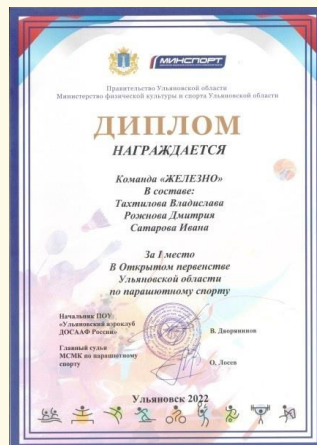 МИНСПОРТ
Правительство Ульяновской области
Министерство физической культуры и спорта Ульяновской области
ДИПЛОМ
НАГРАЖДАЕТСЯ
Команда «ЖЕЛЕЗНО»
В составе:
Тахтилова Владислава
Рожнова Дмитрия
Сатарова Ивана
За I место
В Открытом первенстве
Ульяновской области
по парашютному спорту
Начальник ПОУ
«Ульяновский аэроклуб
ДОСААФ России»
В. Дворянинов
Главный судья
МСМК по парашютному
спорту
О. Лосев
Ульяновск 2022